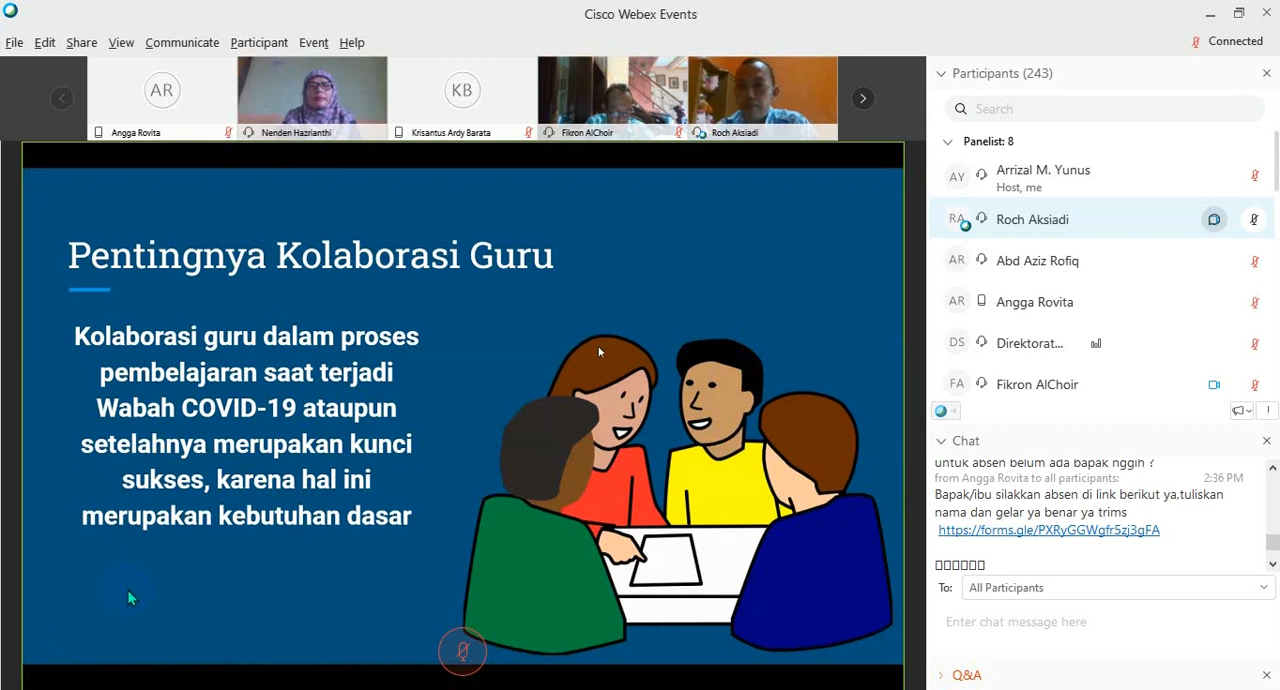 Cisco Webex Events
File Edit Share View Communicate Participant Event Help
Connected
AR
KB
Angga Rovita
Nenden Hazrianthi
Krisantus Ardy Barata
Fikron AlChoir
Roch Aksiadi
Pentingnya Kolaborasi Guru
Kolaborasi guru dalam proses
pembelajaran saat terjadi
Wabah COVID-19 ataupun
setelahnya merupakan kunci
sukses, karena hal ini
merupakan kebutuhan dasar
Participants (243)
Search
Panelist: 8
AY Arrizal M. Yunus
Host, me
RA Roch Aksiadi
AR Abd Aziz Rofiq
AR Angga Rovita
DS Direktorat...
FA Fikron AlChoir
Chat
untuk absen belum ada bapak nggih ?
from Angga Rovita to all participants: 2:36 PM
Bapak/ibu silakkan absen di link berikut ya,tuliskan
nama dan gelar ya benar ya trims
https://forms.gle/PXRyGGWgfr5zj3gFA
To: All Participants
Enter chat message here
Q&A